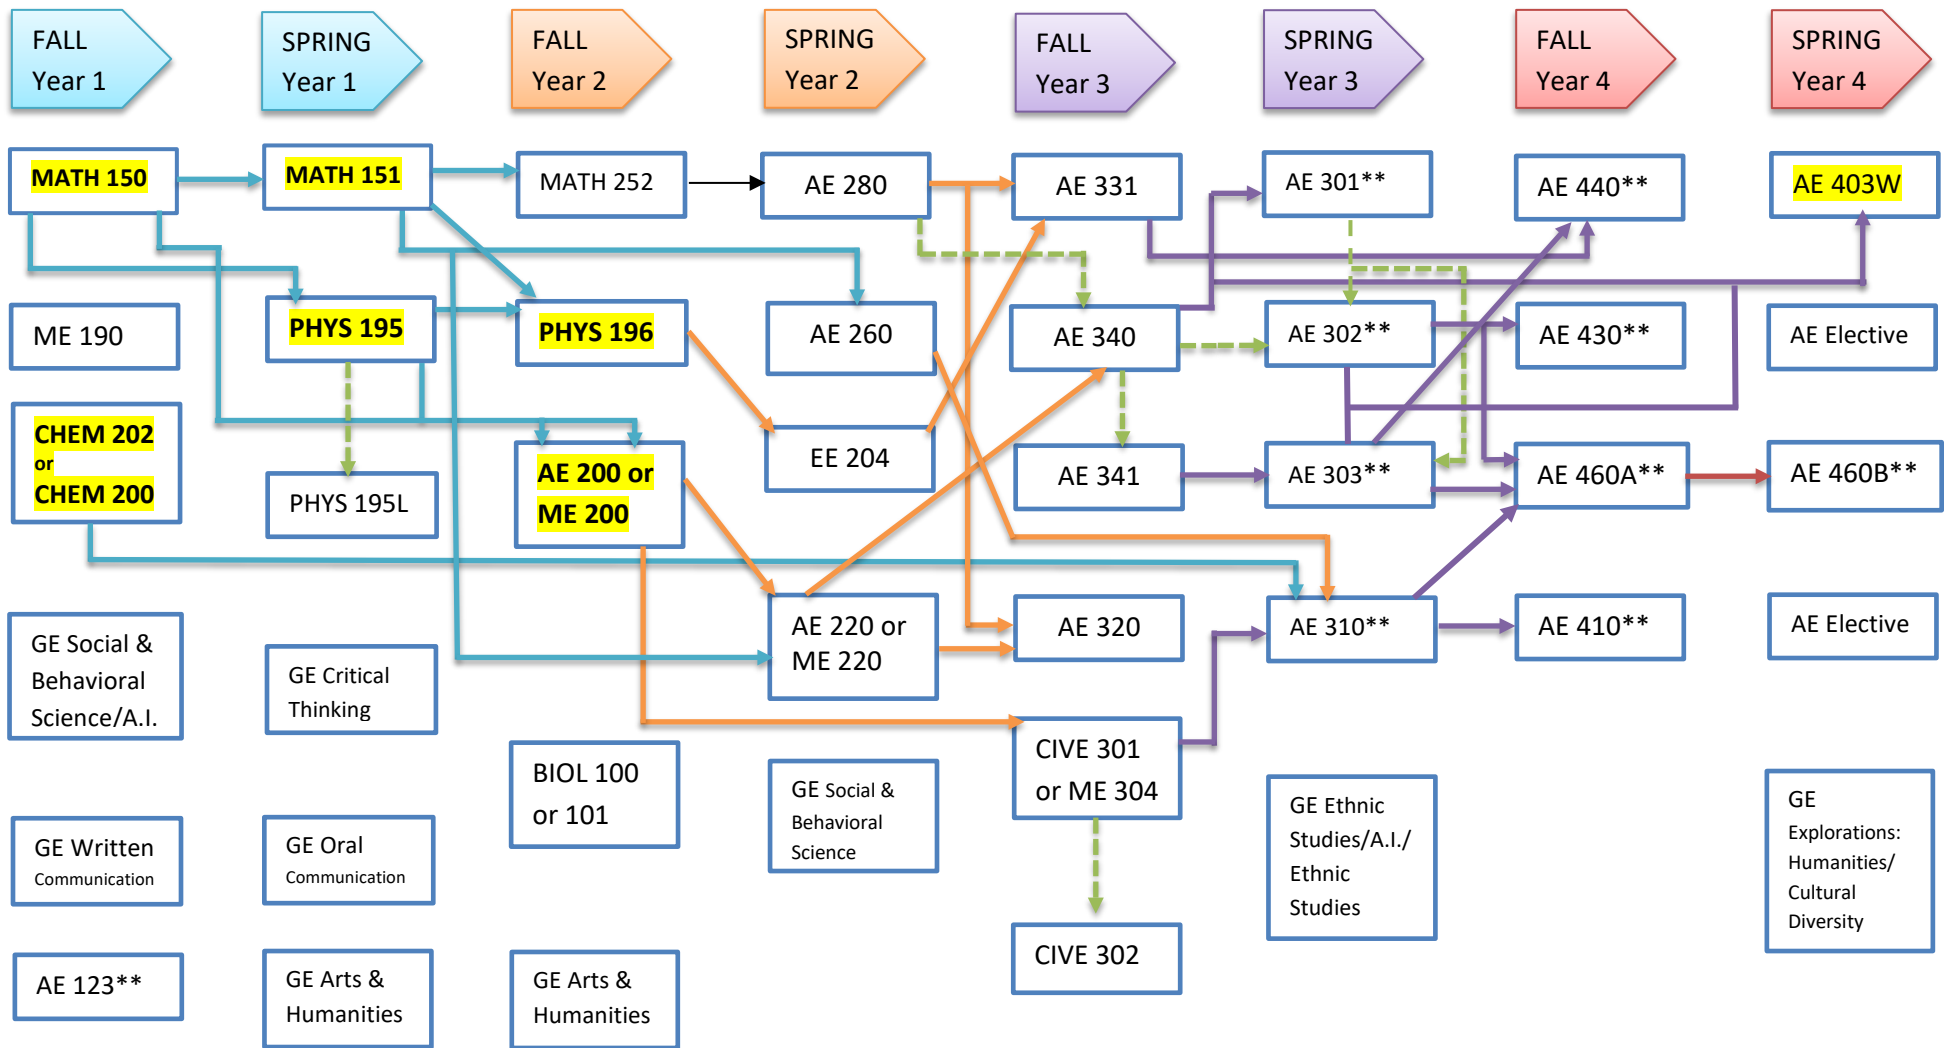 FALL
Year 1
SPRING
Year 1
FALL
Year 2
SPRING
Year 2
FALL
Year 3
SPRING
Year 3
FALL
Year 4
SPRING
Year 4
MATH 150
ME 190
CHEM 202
or
CHEM 200
GE Social &
Behavioral
Science/A.I.
GE Written
Communication
AE 123**
MATH 151
PHYS 195
PHYS 195L
GE Critical
Thinking
GE Oral
Communication
GE Arts &
Humanities
MATH 252
PHYS 196
AE 200 or
ME 200
BIOL 100
or 101
GE Arts &
Humanities
AE 280
AE 260
EE 204
AE 220 or
ME 220
GE Social &
Behavioral
Science
AE 331
AE 340
AE 341
AE 320
CIVE 301
or ME 304
CIVE 302
AE 301**
AE 302**
AE 303**
AE 310**
GE Ethnic
Studies/A.I./
Ethnic
Studies
AE 440**
AE 430**
AE 460A**
AE 410**
AE 403W
AE Elective
AE 460B**
AE Elective
GE
Explorations:
Humanities/
Cultural
Diversity